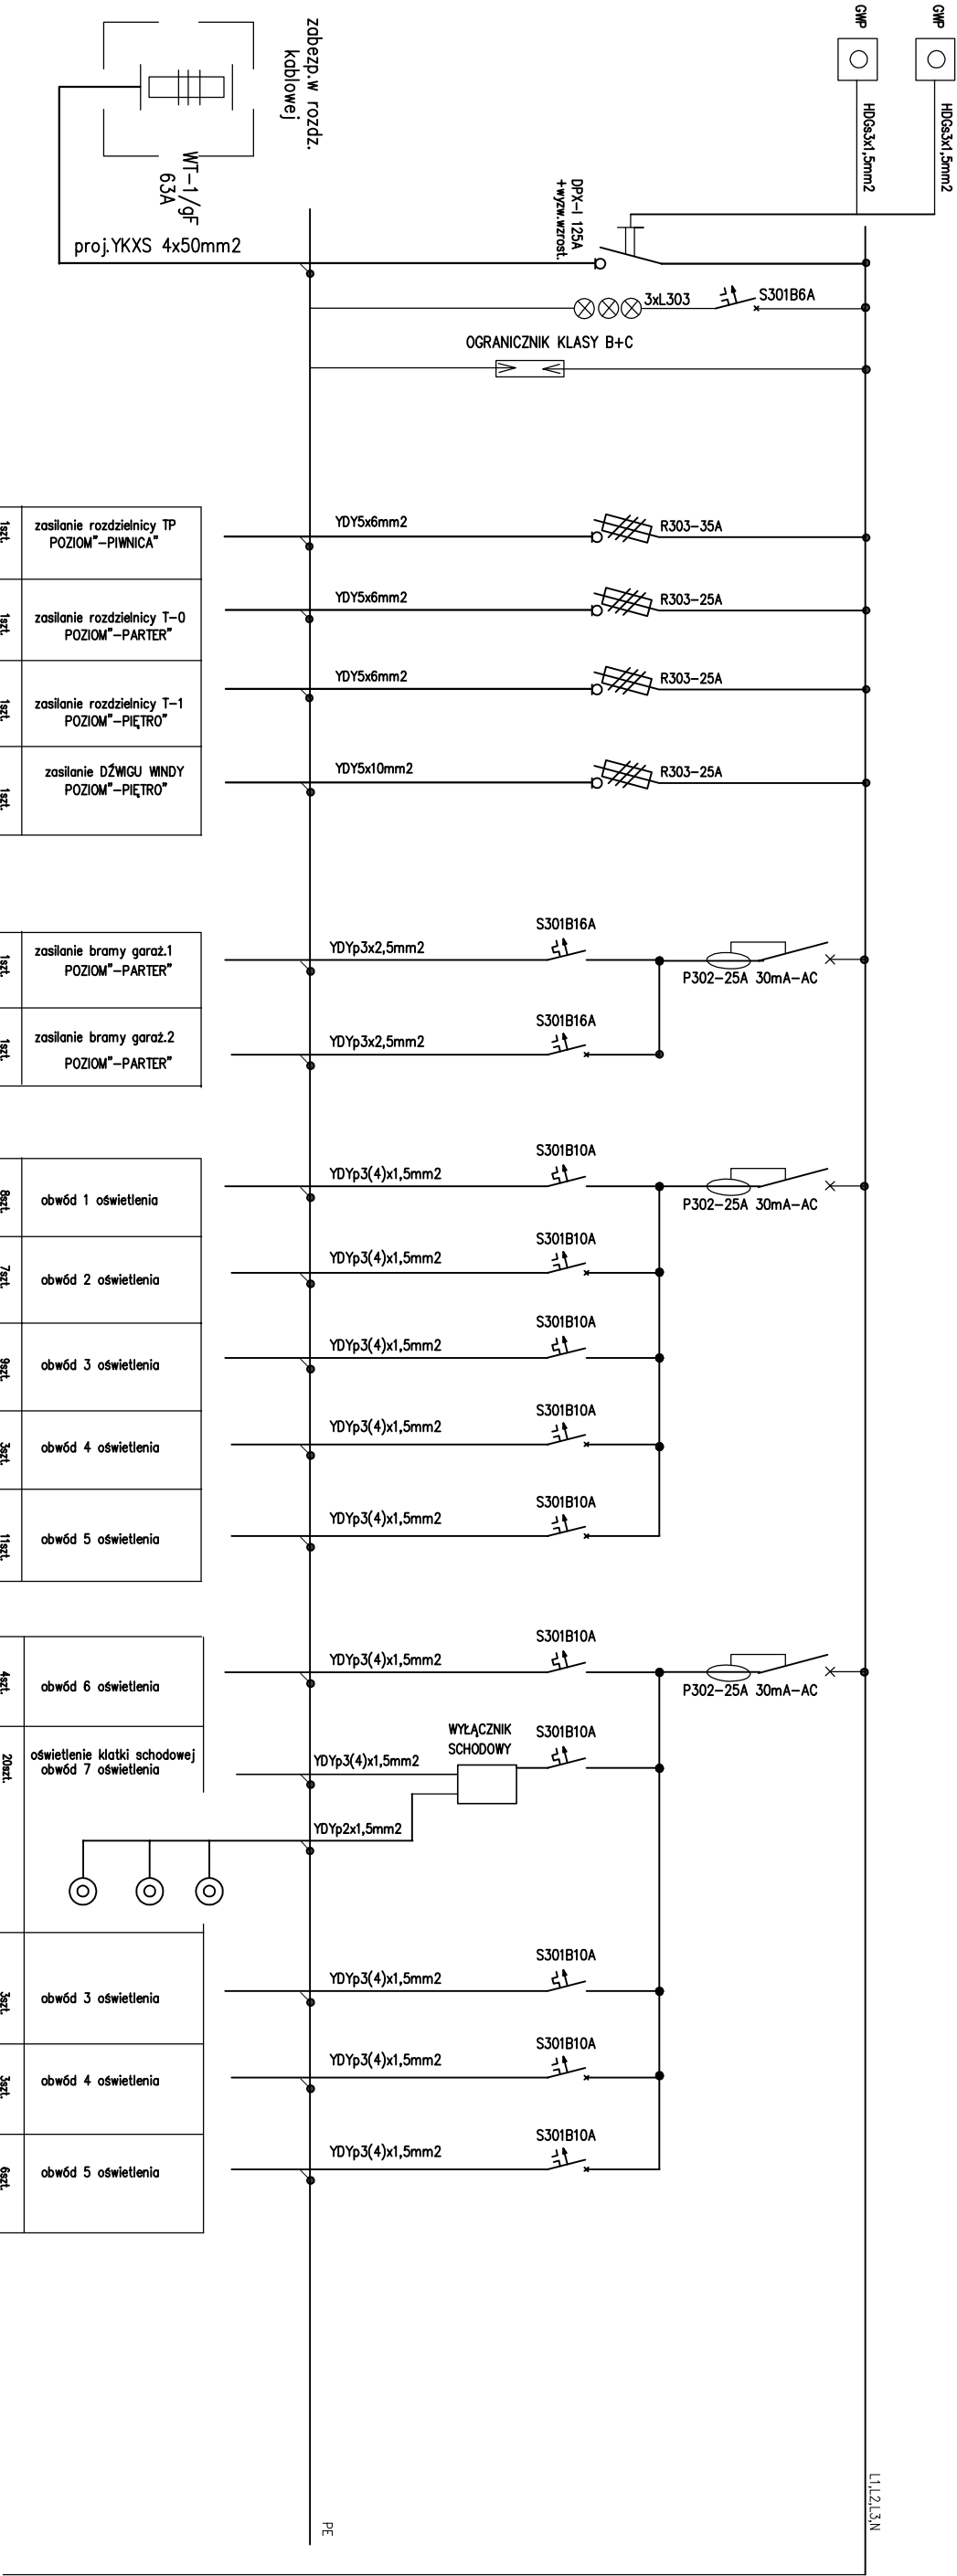 GWP
GWP
HDGs3x1,5mm2
HDGs3x1,5mm2
zabezp.w rozdz.
kablowej
WT-1/gF
63A
proj.YKXS 4x50mm2
DPX-I 125A
+wyzw.wzrost.
3xL303
S301B6A
OGRANICZNIK KLASY B+C
1szt.
zasilanie rozdzielnicy TP
POZIOM"-PIWNICA"
YDY5x6mm2
R303-35A
1szt.
zasilanie rozdzielnicy T-0
POZIOM"-PARTER"
YDY5x6mm2
R303-25A
1szt.
zasilanie rozdzielnicy T-1
POZIOM"-PIĘTRO"
YDY5x6mm2
R303-25A
1szt.
zasilanie DŹWIGU WINDY
POZIOM"-PIĘTRO"
YDY5x10mm2
R303-25A
1szt.
zasilanie bramy garaż.1
POZIOM"-PARTER"
YDYp3x2,5mm2
S301B16A
P302-25A 30mA-AC
1szt.
zasilanie bramy garaż.2
POZIOM"-PARTER"
YDYp3x2,5mm2
S301B16A
8szt.
obwód 1 oświetlenia
YDYp3(4)x1,5mm2
S301B10A
P302-25A 30mA-AC
7szt.
obwód 2 oświetlenia
YDYp3(4)x1,5mm2
S301B10A
9szt.
obwód 3 oświetlenia
YDYp3(4)x1,5mm2
S301B10A
3szt.
obwód 4 oświetlenia
YDYp3(4)x1,5mm2
S301B10A
11szt.
obwód 5 oświetlenia
YDYp3(4)x1,5mm2
S301B10A
4szt.
obwód 6 oświetlenia
YDYp3(4)x1,5mm2
S301B10A
P302-25A 30mA-AC
20szt.
oświetlenie klatki schodowej
obwód 7 oświetlenia
YDYp3(4)x1,5mm2
WYŁĄCZNIK
SCHODOWY
S301B10A
YDYp2x1,5mm2
3szt.
obwód 3 oświetlenia
YDYp3(4)x1,5mm2
S301B10A
3szt.
obwód 4 oświetlenia
YDYp3(4)x1,5mm2
S301B10A
6szt.
obwód 5 oświetlenia
YDYp3(4)x1,5mm2
S301B10A
L1,L2,L3,N
PE